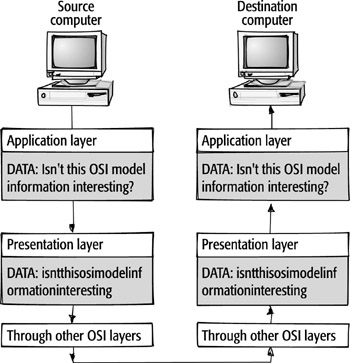 Source
computer
Destination
computer
Application layer
DATA: Isn't this OSI model
information interesting?
Application layer
DATA: Isn't this OSI model
information interesting?
Presentation layer
DATA: isntthisosimodelinf
ormationinteresting
Presentation layer
DATA: isntthisosimodelinf
ormationinteresting
Through other OSI layers
Through other OSI layers